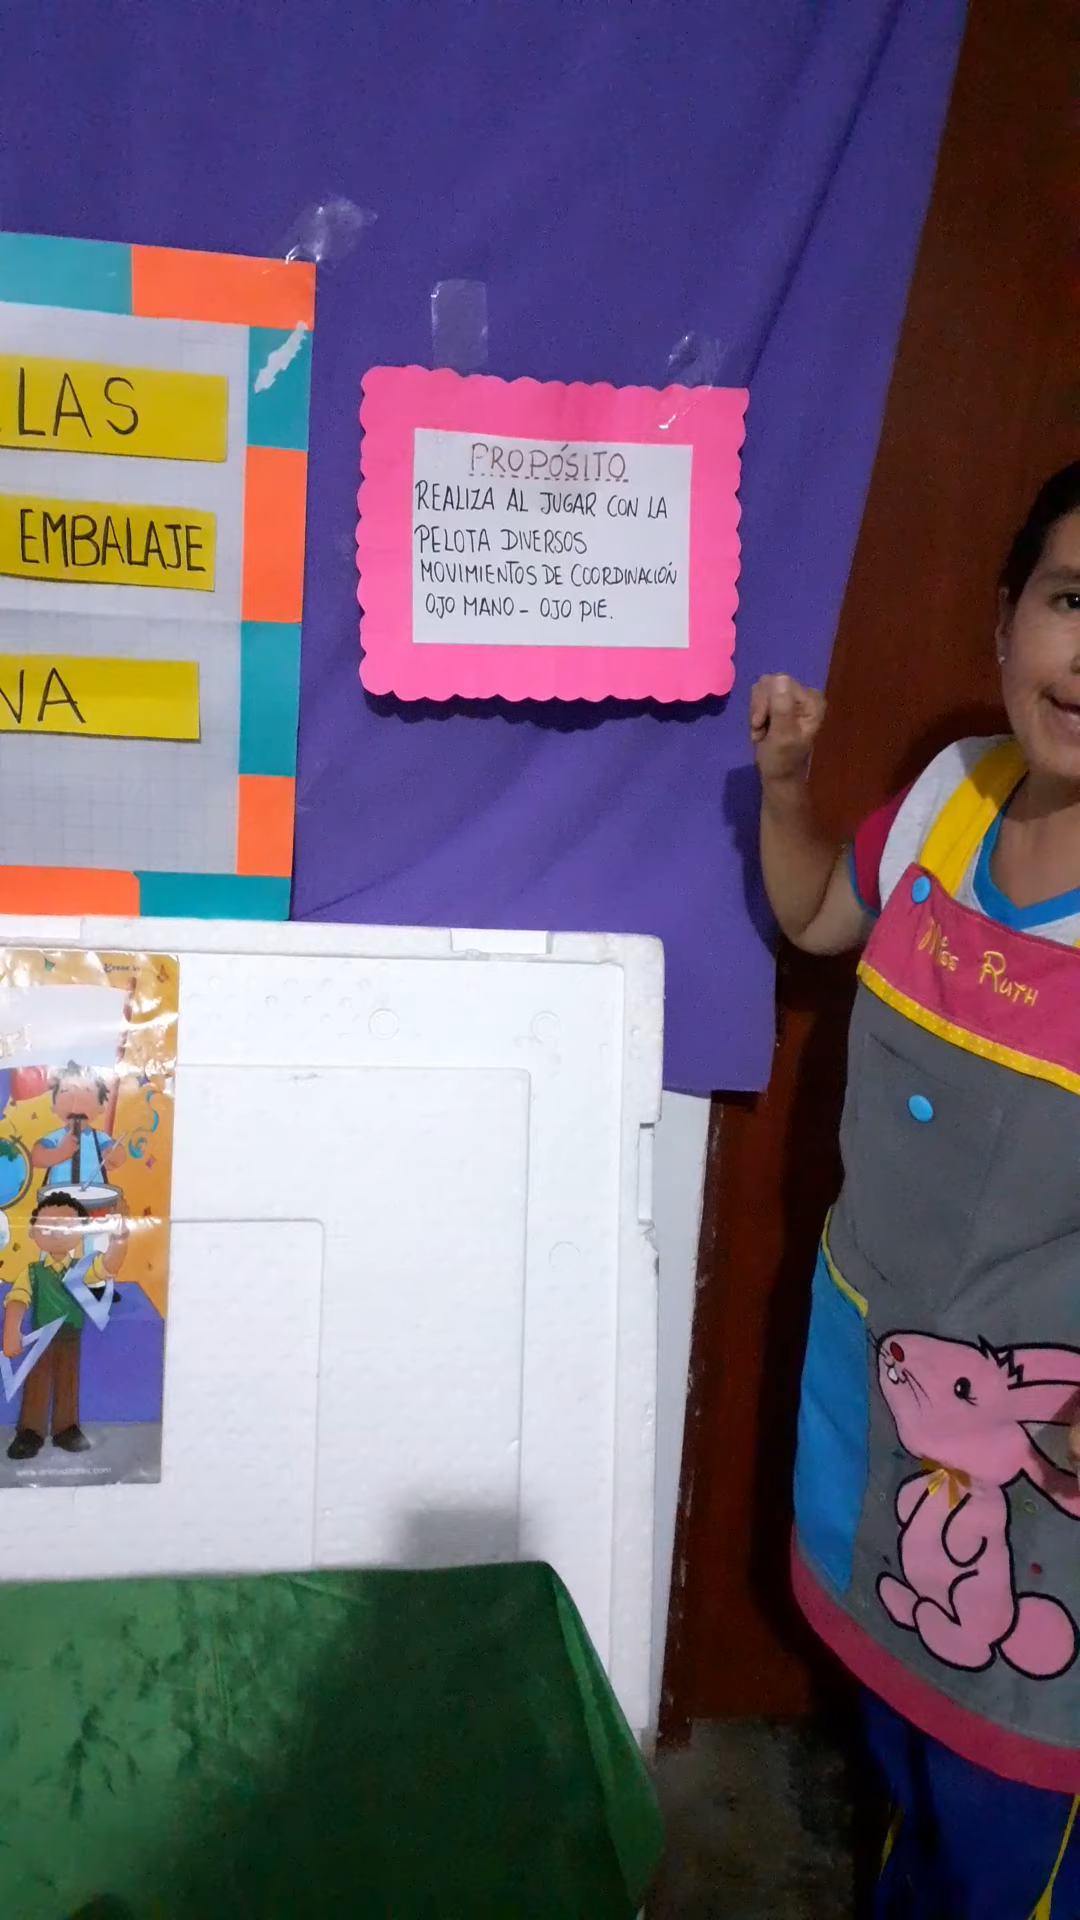 LAS
EMBALAJE
PROPÓSITO
REALIZA AL JUGAR CON LA
PELOTA DIVERSOS
MOVIMIENTOS DE COORDINACIÓN
OJO MANO - OJO PIE.
Miss Ruth